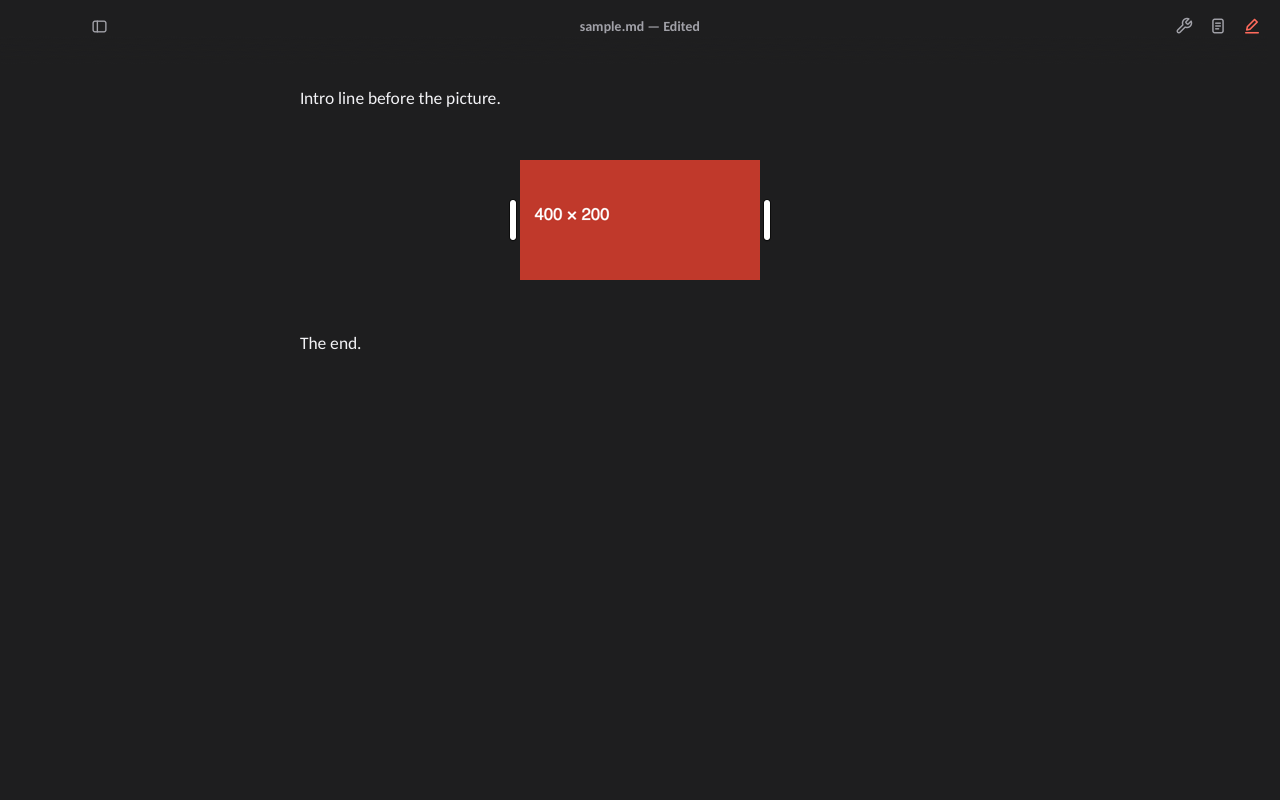 sample.md — Edited
Intro line before the picture.
400 × 200
The end.